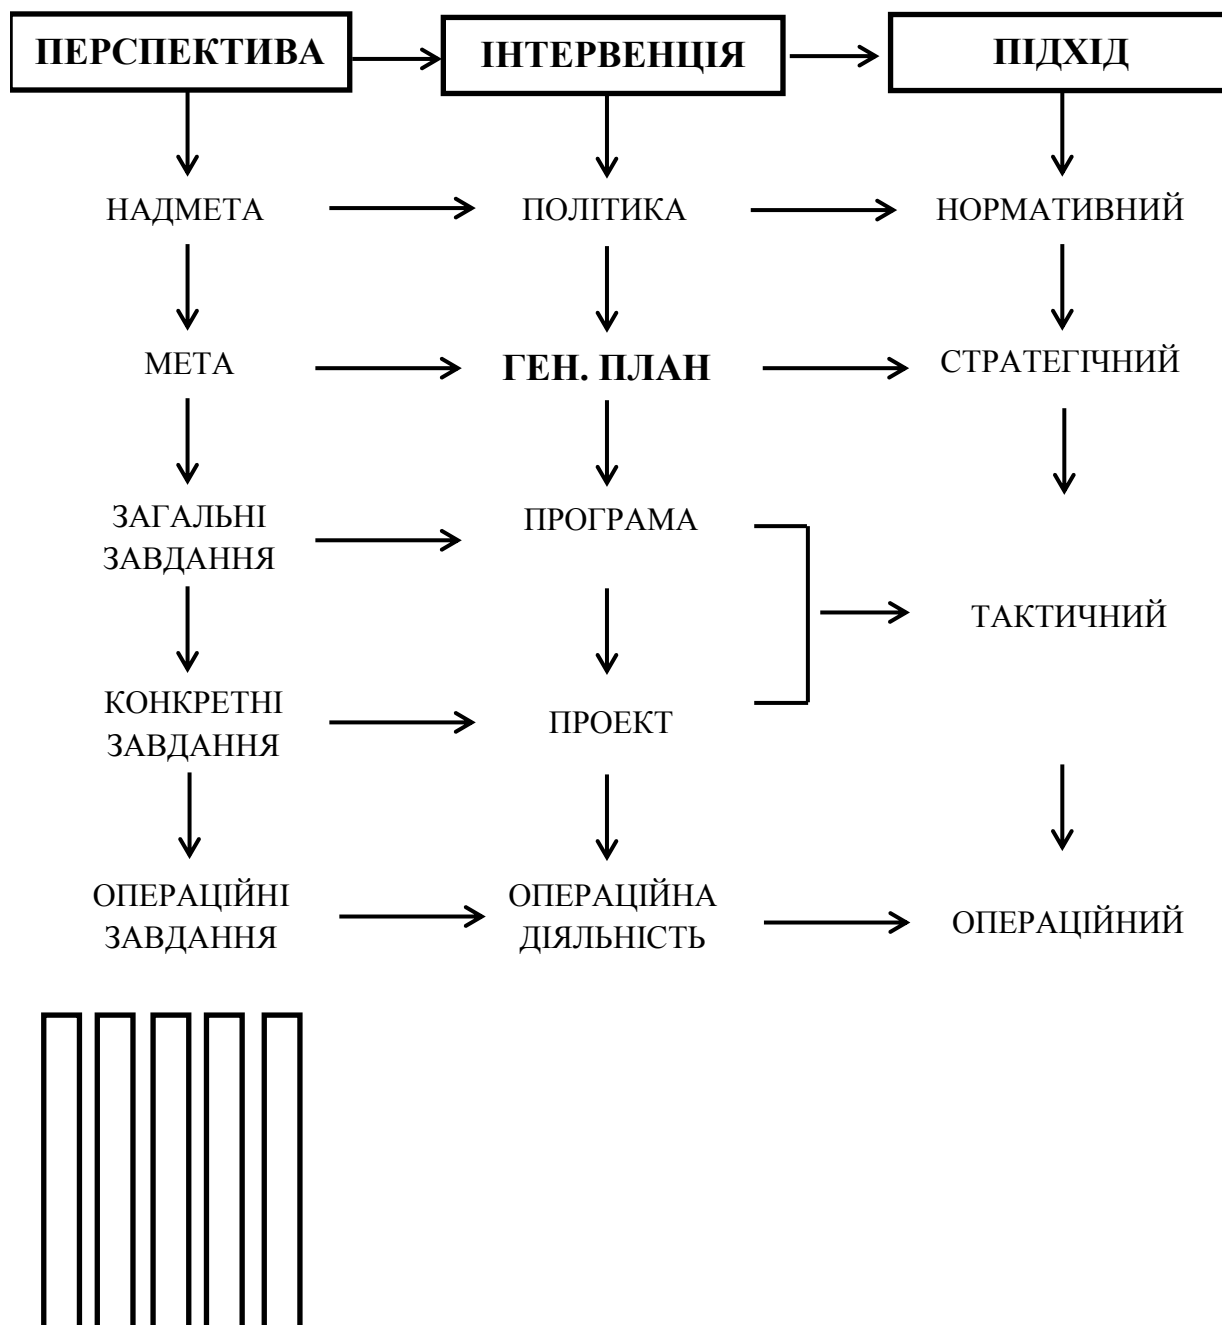 ПЕРСПЕКТИВА
ІНТЕРВЕНЦІЯ
ПІДХІД
НАДМЕТА
ПОЛІТИКА
НОРМАТИВНИЙ
МЕТА
ГЕН. ПЛАН
СТРАТЕГІЧНИЙ
ЗАГАЛЬНІ
ЗАВДАННЯ
ПРОГРАМА
ТАКТИЧНИЙ
КОНКРЕТНІ
ЗАВДАННЯ
ПРОЕКТ
ОПЕРАЦІЙНІ
ЗАВДАННЯ
ОПЕРАЦІЙНА
ДІЯЛЬНІСТЬ
ОПЕРАЦІЙНИЙ